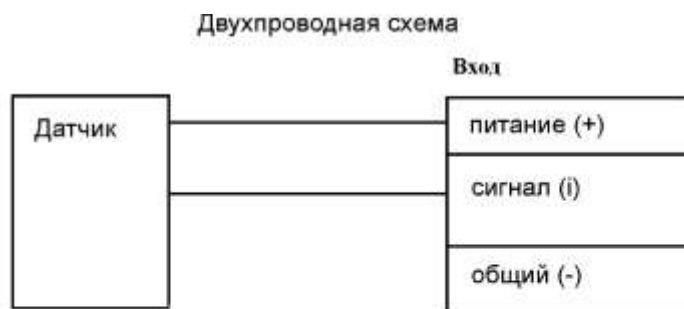 Двухпроводная схема
Вход
Датчик
питание (+)
сигнал (i)
общий (-)